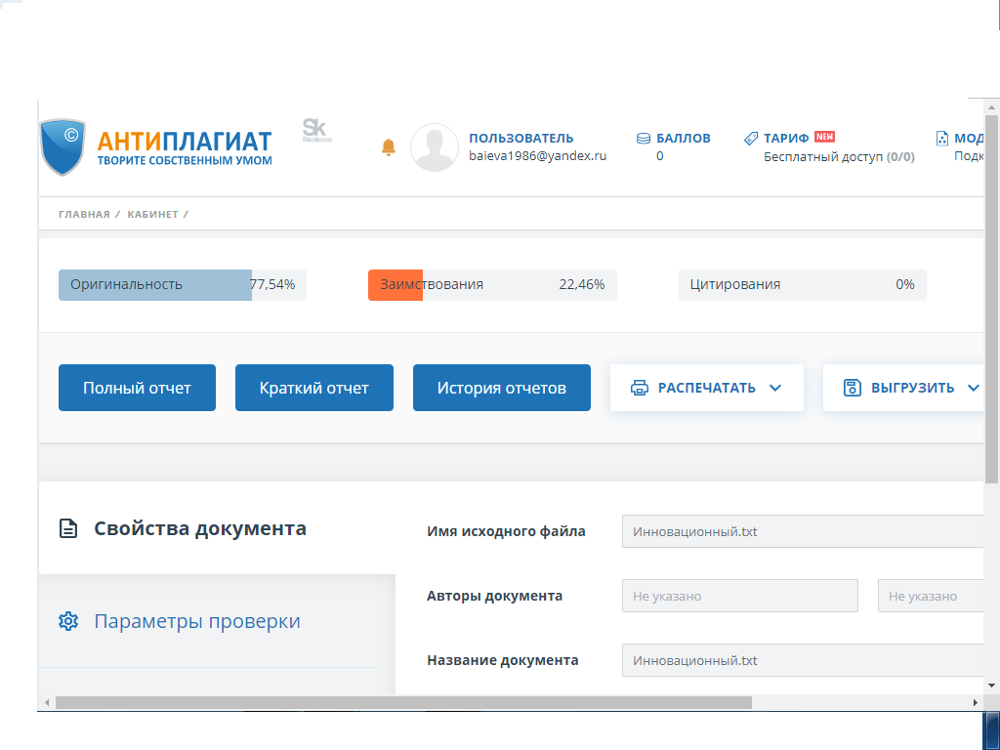 АНТИПЛАГИАТ
ТВОРИТЕ СОБСТВЕННЫМ УМОМ
Sk
Skolkovo
ПОЛЬЗОВАТЕЛЬ
baieva1986@yandex.ru
БАЛЛОВ
0
ТАРИФ NEW
Бесплатный доступ (0/0)
МОД
Подк
ГЛАВНАЯ / КАБИНЕТ /
Оригинальность 77,54%
Заимствования 22,46%
Цитирования 0%
Полный отчет
Краткий отчет
История отчетов
РАСПЕЧАТАТЬ
ВЫГРУЗИТЬ
Свойства документа
Параметры проверки
Имя исходного файла Инновационный.txt
Авторы документа Не указано Не указано
Название документа Инновационный.txt